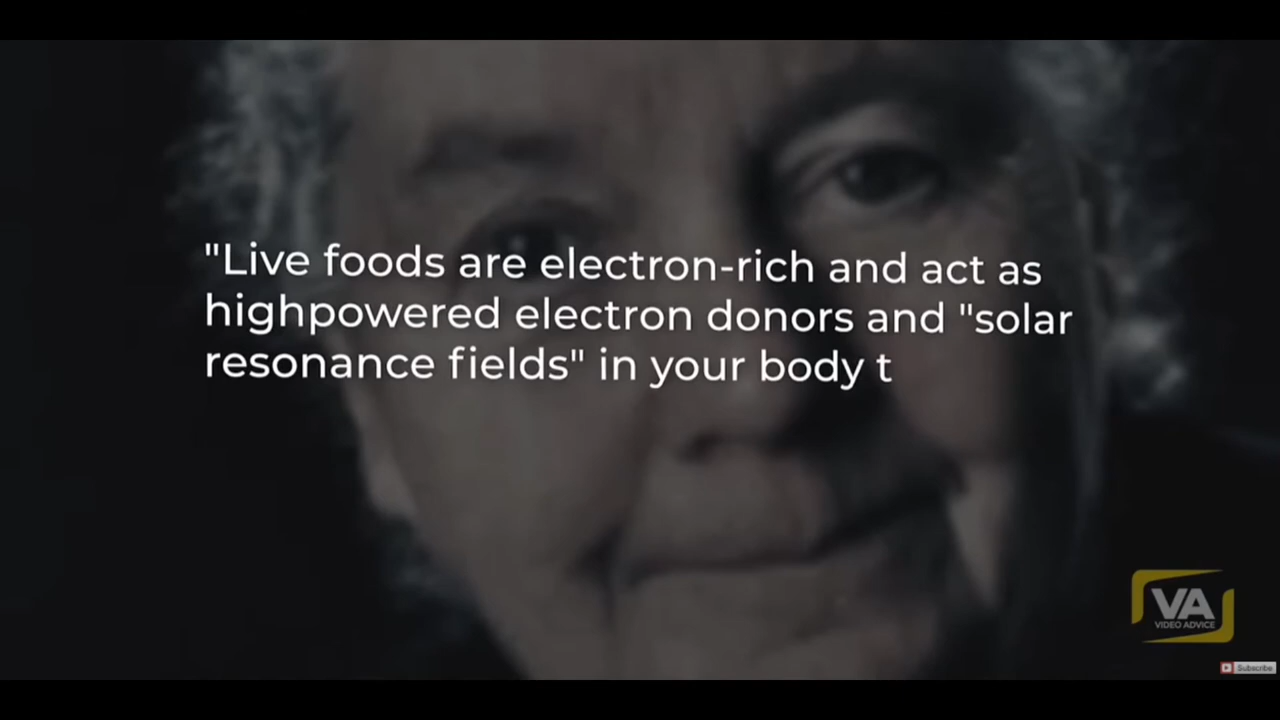 "Live foods are electron-rich and act as
highpowered electron donors and "solar
resonance fields" in your body t
VA
VIDEO ADVICE
Subscribe